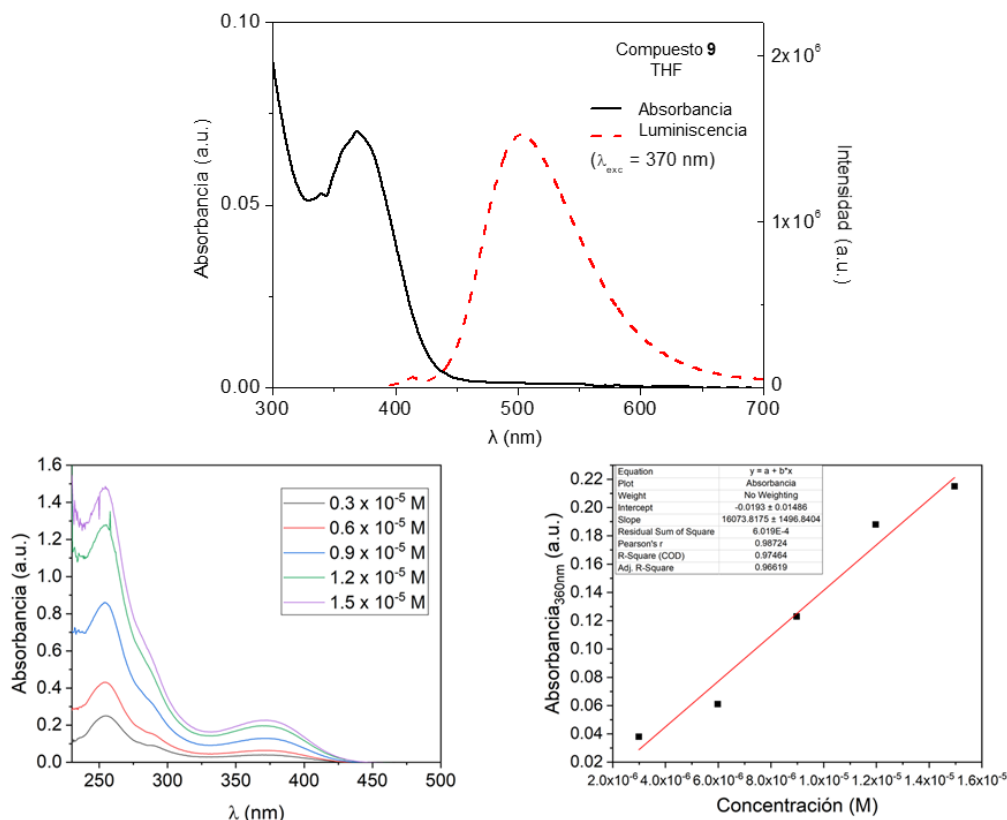 0.10
0.05
0.00
Absorbancia (a.u.)
Compuesto 9
THF
Absorbancia
Luminiscencia
(λexc = 370 nm)
2x10⁶
1x10⁶
0
Intensidad (a.u.)
300 400 500 600 700
λ (nm)
1.6
1.4
1.2
1.0
0.8
0.6
0.4
0.2
0.0
Absorbancia (a.u.)
0.3 x 10⁻⁵ M
0.6 x 10⁻⁵ M
0.9 x 10⁻⁵ M
1.2 x 10⁻⁵ M
1.5 x 10⁻⁵ M
250 300 350 400 450 500
λ (nm)
0.22
0.20
0.18
0.16
0.14
0.12
0.10
0.08
0.06
0.04
0.02
Absorbancia360nm (a.u.)
Equation y = a + b*x
Plot Absorbancia
Weight No Weighting
Intercept -0.0193 ± 0.01486
Slope 16073.8175 ± 1496.8404
Residual Sum of Square 6.019E-4
Pearson's r 0.98724
R-Square (COD) 0.97464
Adj. R-Square 0.96619
2.0x10⁻⁶ 4.0x10⁻⁶ 6.0x10⁻⁶ 8.0x10⁻⁶ 1.0x10⁻⁵ 1.2x10⁻⁵ 1.4x10⁻⁵ 1.6x10⁻⁵
Concentración (M)